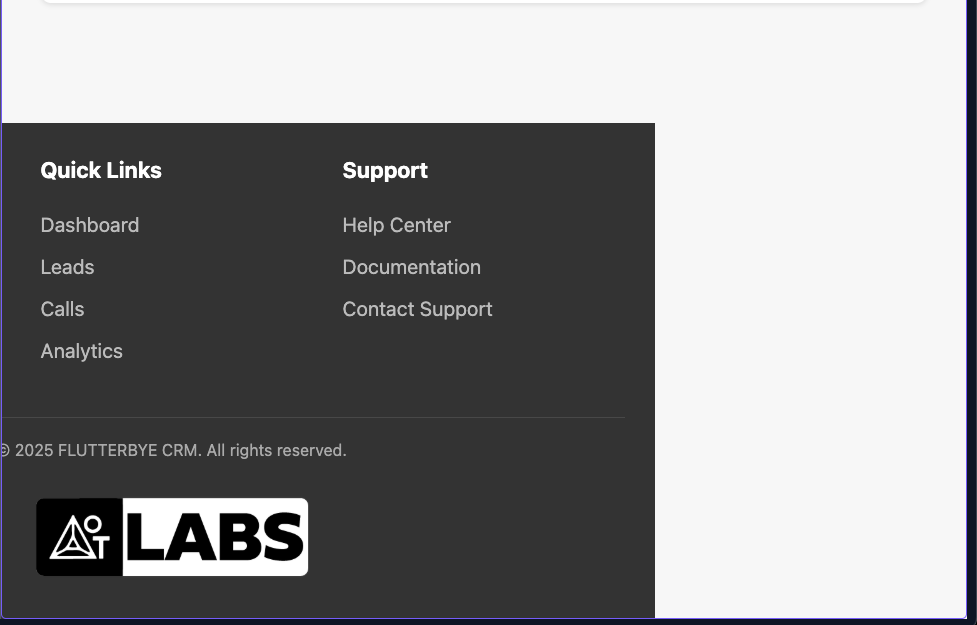 Quick Links
Support
Dashboard
Help Center
Leads
Documentation
Calls
Contact Support
Analytics
© 2025 FLUTTERBYE CRM. All rights reserved.
LABS